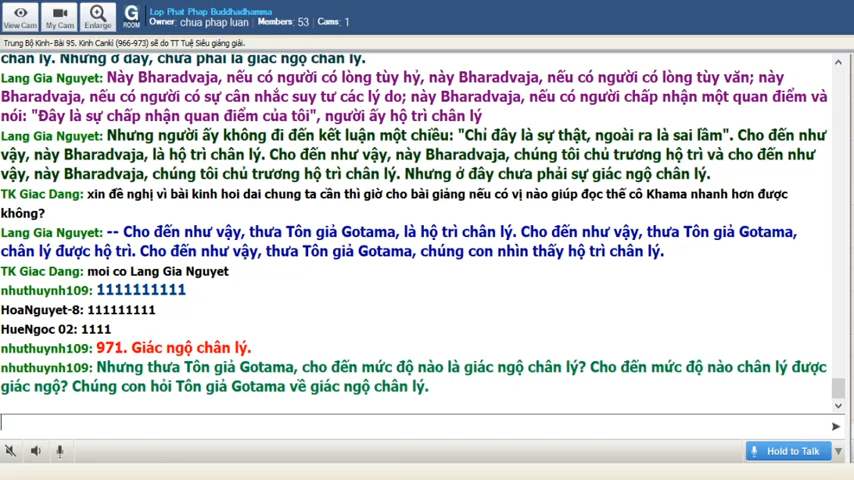 View Cam
My Cam
Enlarge
G
ROOM
Lop Phat Phap Buddhadhamma
Owner: chua phap luan Members: 53 Cams: 1
Trung Bộ Kinh- Bài 95. Kinh Canki (966-973) sẽ do TT Tuệ Siêu giảng giải.
chân lý. Nhưng ở đây, chưa phải là giác ngộ chân lý.
Lang Gia Nguyet: Này Bharadvaja, nếu có người có lòng tùy hỷ, này Bharadvaja, nếu có người có lòng tùy văn; này
Bharadvaja, nếu có người có sự cân nhắc suy tư các lý do; này Bharadvaja, nếu có người chấp nhận một quan điểm và
nói: "Đây là sự chấp nhận quan điểm của tôi", người ấy hộ trì chân lý
Lang Gia Nguyet: Nhưng người ấy không đi đến kết luận một chiều: "Chỉ đây là sự thật, ngoài ra là sai lầm". Cho đến như
vậy, này Bharadvaja, là hộ trì chân lý. Cho đến như vậy, này Bharadvaja, chúng tôi chủ trương hộ trì và cho đến như
vậy, này Bharadvaja, chúng tôi chủ trương hộ trì chân lý. Nhưng ở đây chưa phải sự giác ngộ chân lý.
TK Giac Dang: xin đề nghị vì bài kinh hoi dai chung ta cần thì giờ cho bài giảng nếu có vị nào giúp đọc thế cô Khama nhanh hơn được
không?
Lang Gia Nguyet: -- Cho đến như vậy, thưa Tôn giả Gotama, là hộ trì chân lý. Cho đến như vậy, thưa Tôn giả Gotama,
chân lý được hộ trì. Cho đến như vậy, thưa Tôn giả Gotama, chúng con nhìn thấy hộ trì chân lý.
TK Giac Dang: moi co Lang Gia Nguyet
nhuthuynh109: 1111111111
HoaNguyet-8: 111111111
HueNgoc 02: 1111
nhuthuynh109: 971. Giác ngộ chân lý.
nhuthuynh109: Nhưng thưa Tôn giả Gotama, cho đến mức độ nào là giác ngộ chân lý? Cho đến mức độ nào chân lý được
giác ngộ? Chúng con hỏi Tôn giả Gotama về giác ngộ chân lý.
Hold to Talk